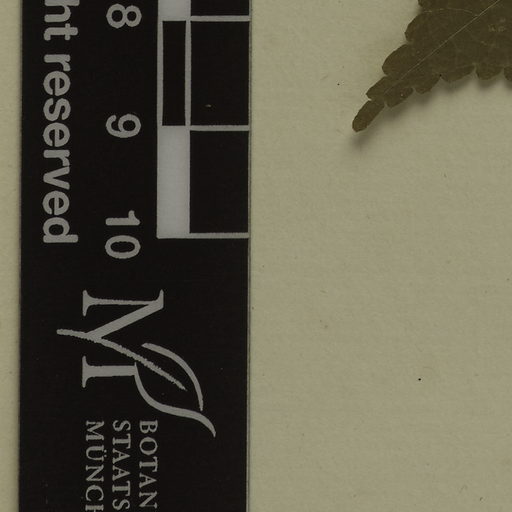 ht reserved
8
9
10
M
BOTAN
STAATS
MÜNCH